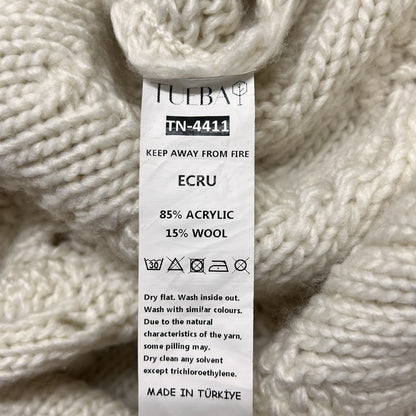 TUEBA
TN-4411
KEEP AWAY FROM FIRE
ECRU
85% ACRYLIC
15% WOOL
30
Dry flat. Wash inside out.
Wash with similar colours.
Due to the natural
characteristics of the yarn,
some pilling may.
Dry clean any solvent
except trichloroethylene.
MADE IN TÜRKİYE